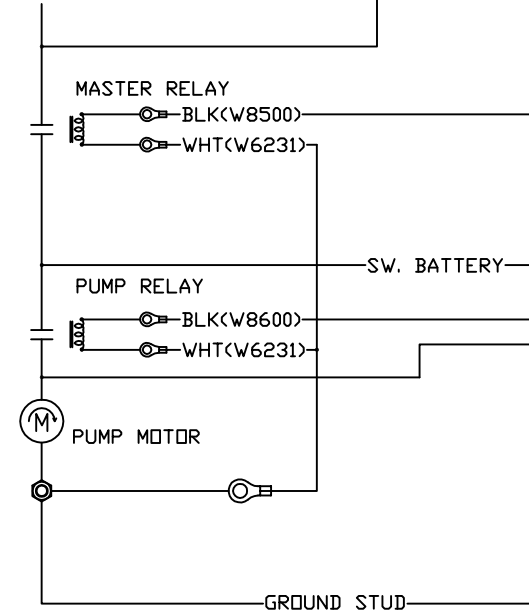 MASTER RELAY
BLK(W8500)
WHT(W6231)
SW. BATTERY
PUMP RELAY
BLK(W8600)
WHT(W6231)
M
PUMP MOTOR
GROUND STUD